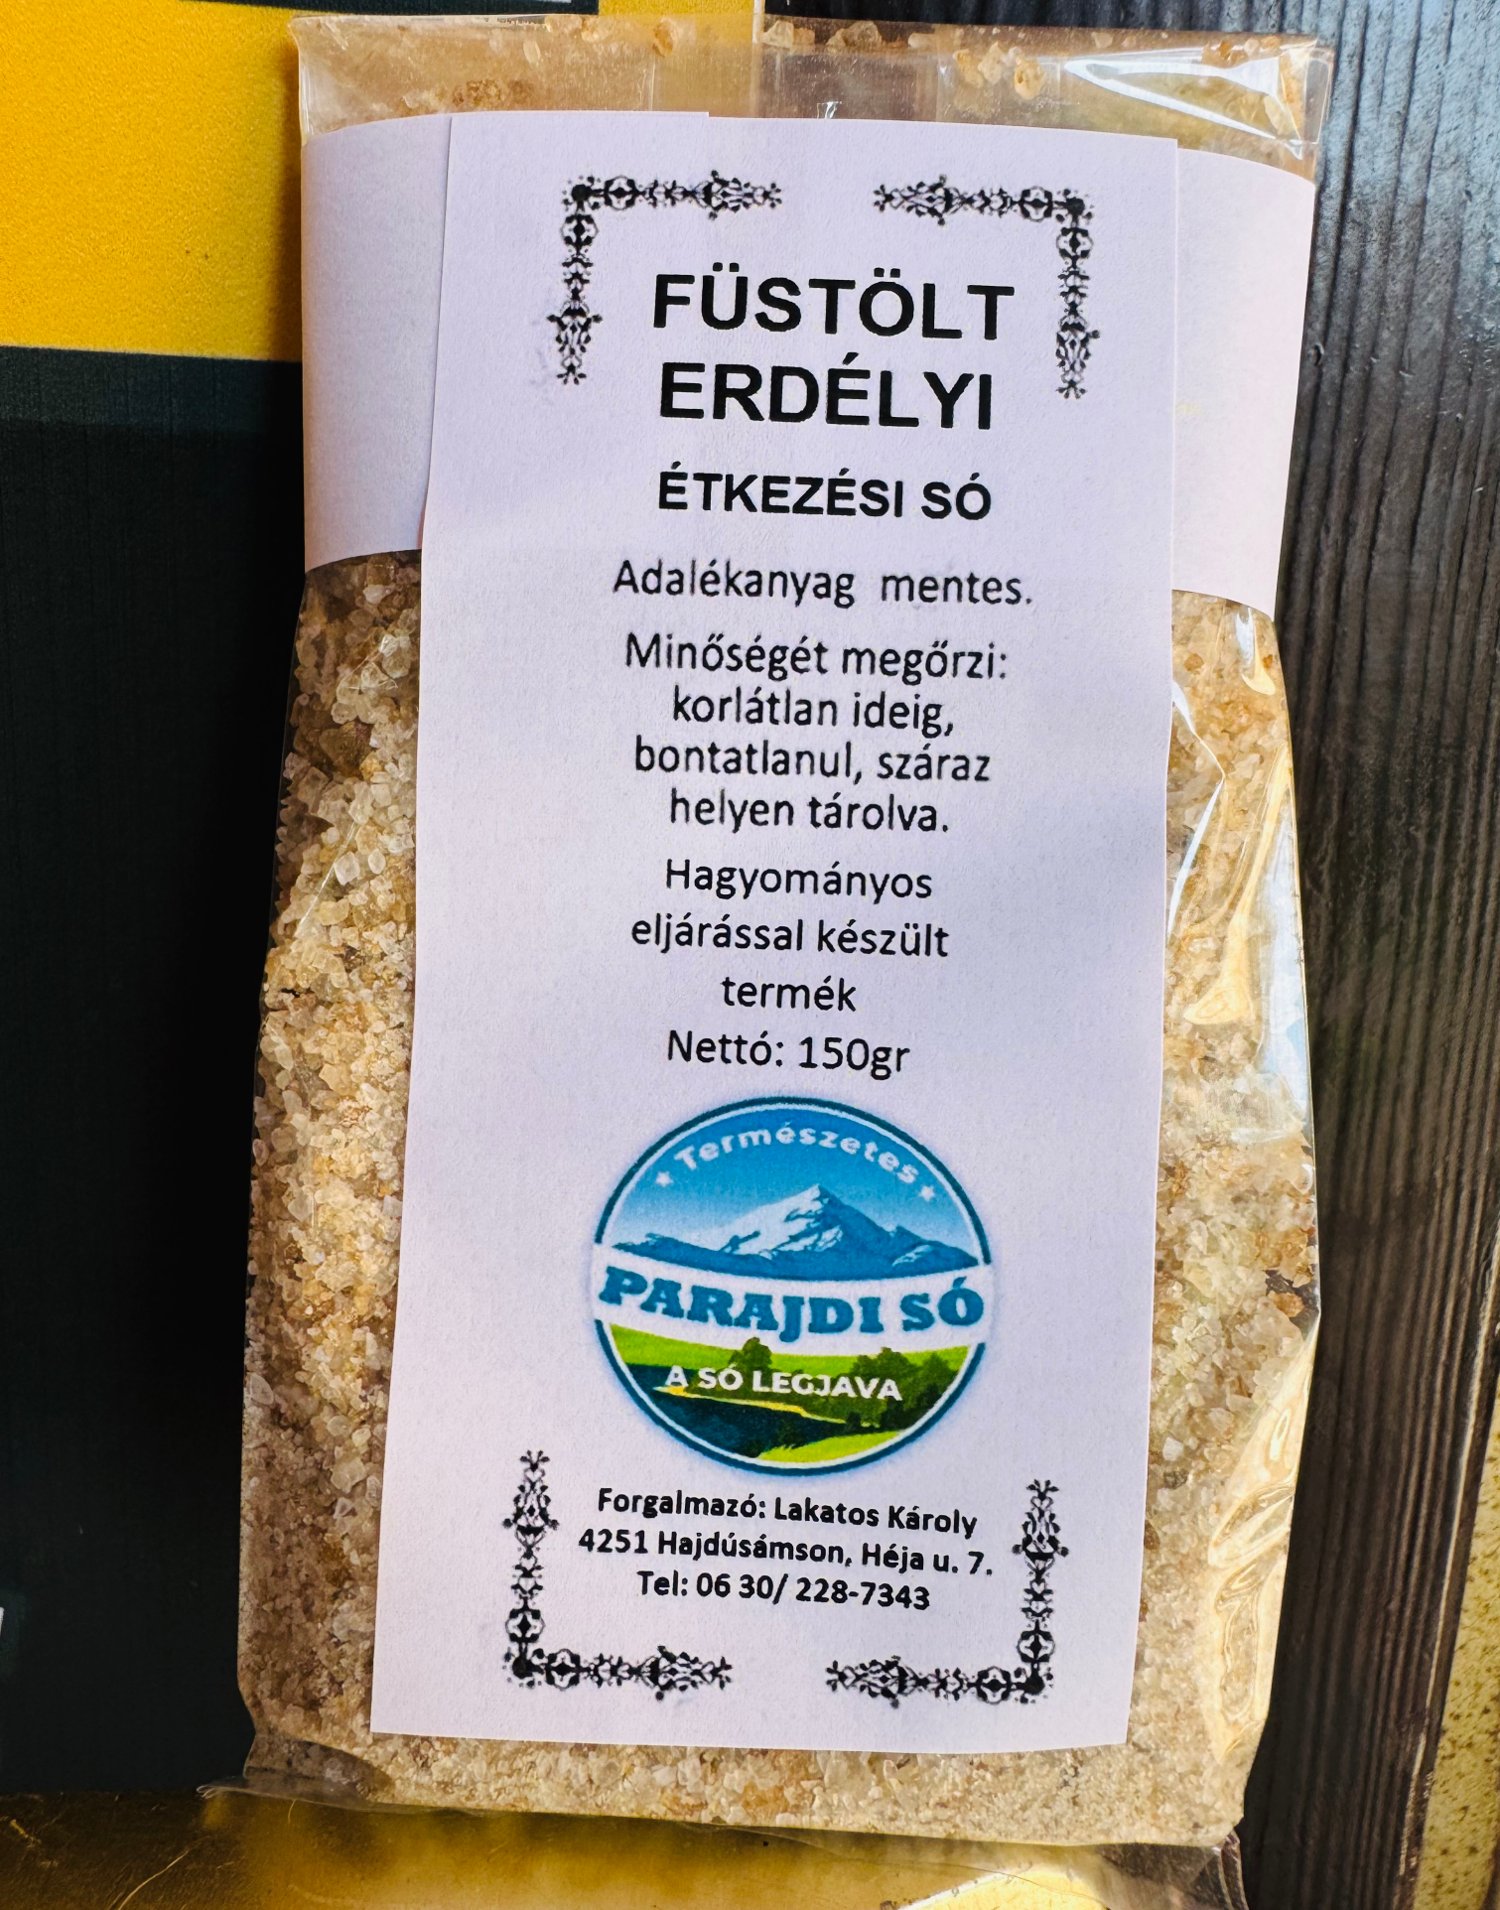 FÜSTÖLT
ERDÉLYI
ÉTKEZÉSI SÓ
Adalékanyag mentes.
Minőségét megőrzi:
korlátlan ideig,
bontatlanul, száraz
helyen tárolva.
Hagyományos
eljárással készült
termék
Nettó: 150gr
Természetes
PARAJDI SÓ
A SÓ LEGJAVA
Forgalmazó: Lakatos Károly
4251 Hajdúsámson, Héja u. 7.
Tel: 06 30/ 228-7343